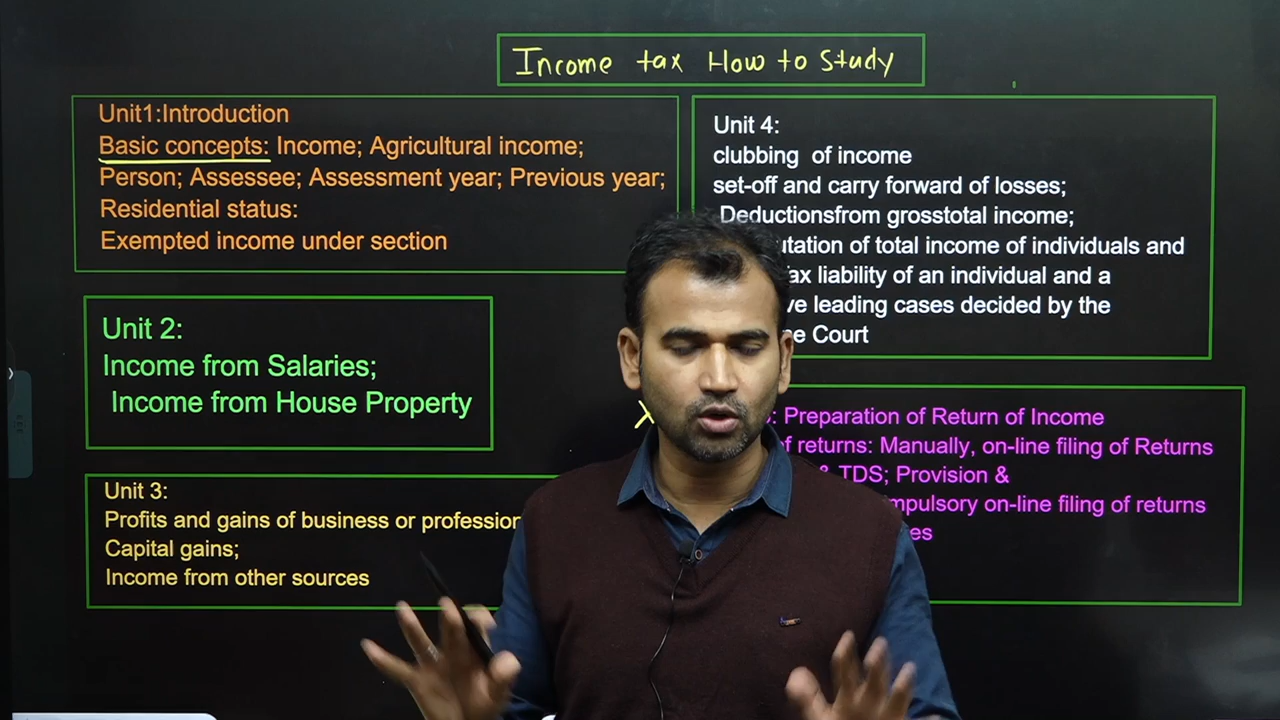 Income tax How to Study
Unit1:Introduction
Basic concepts: Income; Agricultural income;
Person; Assessee; Assessment year; Previous year;
Residential status:
Exempted income under section
Unit 2:
Income from Salaries;
Income from House Property
Unit 3:
Profits and gains of business or profession
Capital gains;
Income from other sources
Unit 4:
clubbing of income
set-off and carry forward of losses;
Deductionsfrom grosstotal income;
utation of total income of individuals and
ax liability of an individual and a
ve leading cases decided by the
e Court
: Preparation of Return of Income
f returns: Manually, on-line filing of Returns
& TDS; Provision &
mpulsory on-line filing of returns
es